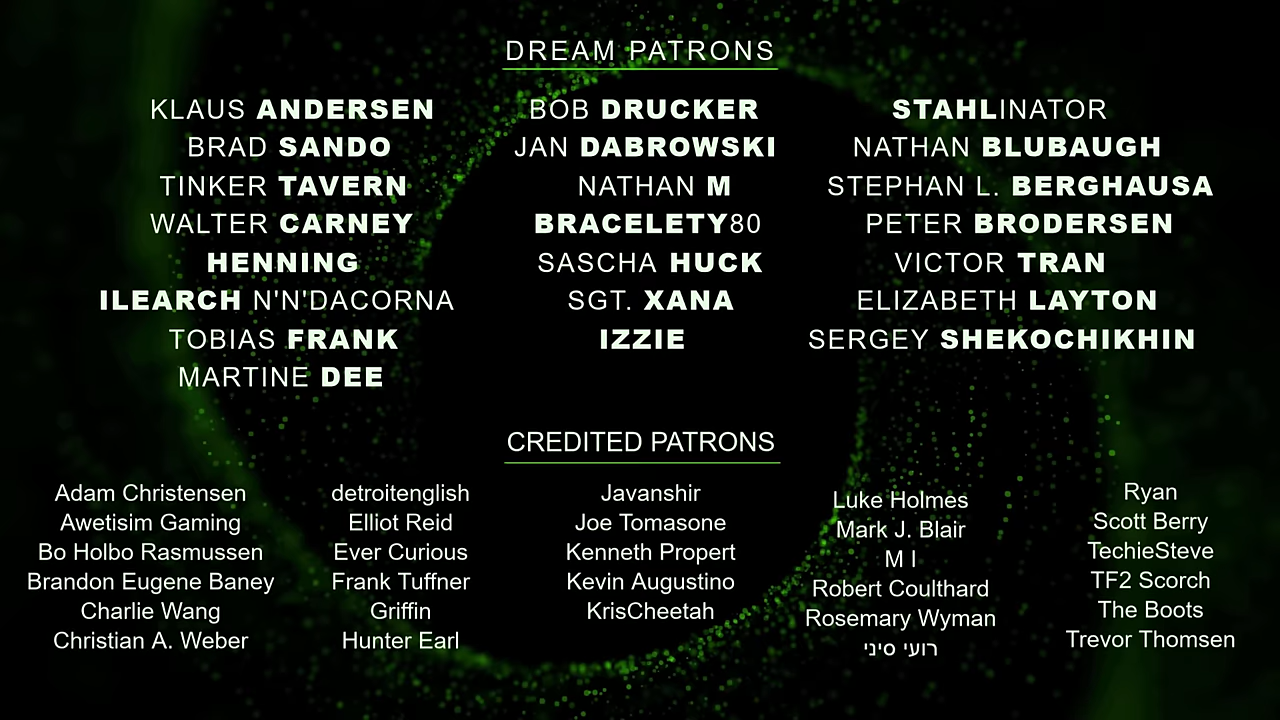 DREAM PATRONS
KLAUS ANDERSEN
BRAD SANDO
TINKER TAVERN
WALTER CARNEY
HENNING
ILEARCH N'N'DACORNA
TOBIAS FRANK
MARTINE DEE
BOB DRUCKER
JAN DABROWSKI
NATHAN M
BRACELETY80
SASCHA HUCK
SGT. XANA
IZZIE
STAHLINATOR
NATHAN BLUBAUGH
STEPHAN L. BERGHAUSA
PETER BRODERSEN
VICTOR TRAN
ELIZABETH LAYTON
SERGEY SHEKOCHIKHIN
CREDITED PATRONS
Adam Christensen
Awetisim Gaming
Bo Holbo Rasmussen
Brandon Eugene Baney
Charlie Wang
Christian A. Weber
detroitenglish
Elliot Reid
Ever Curious
Frank Tuffner
Griffin
Hunter Earl
Javanshir
Joe Tomasone
Kenneth Propert
Kevin Augustino
KrisCheetah
Luke Holmes
Mark J. Blair
M I
Robert Coulthard
Rosemary Wyman
רועי סיני
Ryan
Scott Berry
TechieSteve
TF2 Scorch
The Boots
Trevor Thomsen